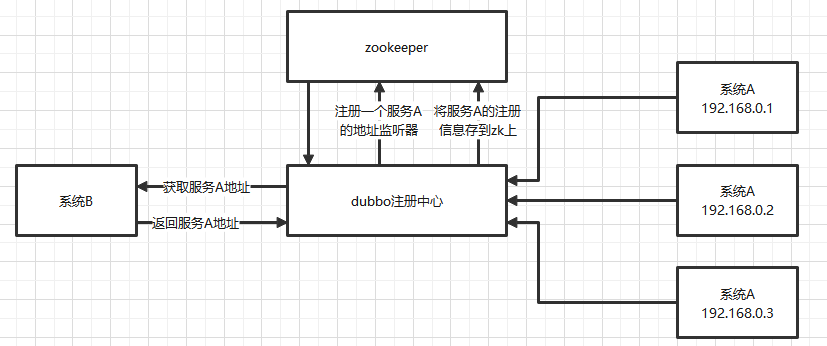 zookeeper
注册一个服务A
的地址监听器
将服务A的注册
信息存到zk上
系统A
192.168.0.1
系统B
获取服务A地址
返回服务A地址
dubbo注册中心
系统A
192.168.0.2
系统A
192.168.0.3